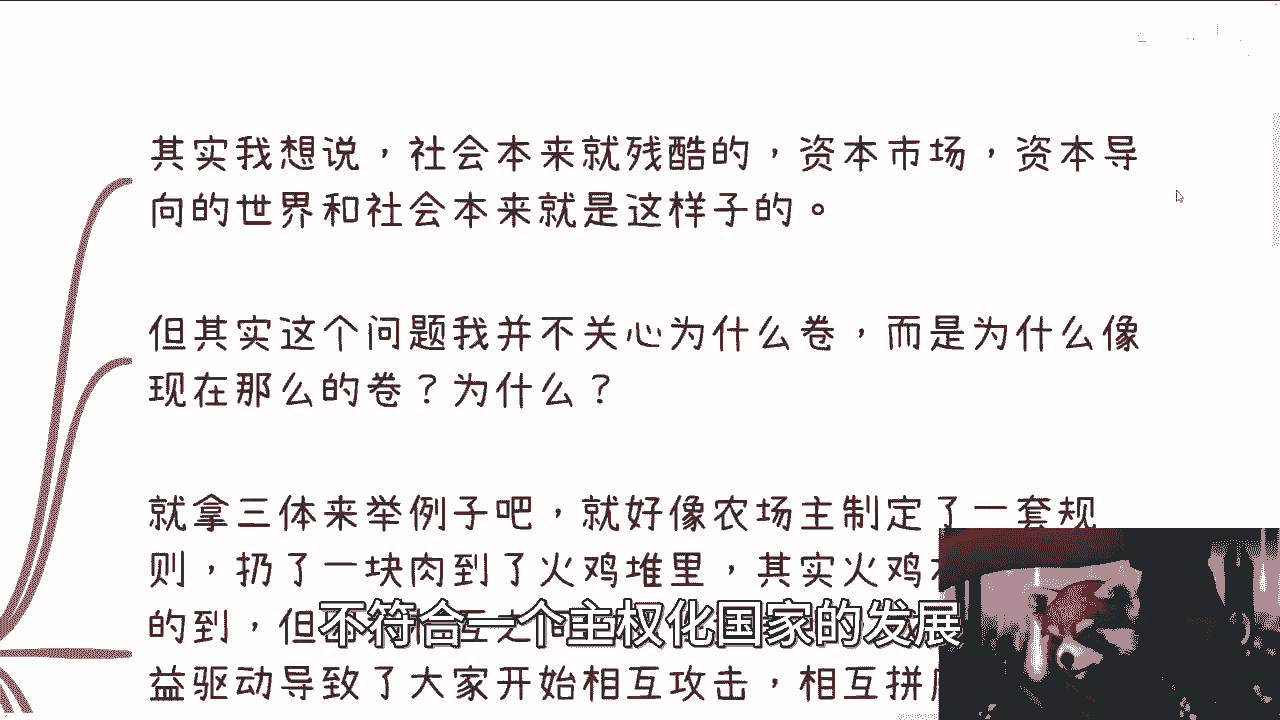 其实我想说，社会本来就残酷的，资本市场，资本导
向的世界和社会本来就是这样子的。
但其实这个问题我并不关心为什么卷，而是为什么像
现在那么的卷？为什么？
就拿三体来举例子吧，就好像农场主制定了一套规
则，扔了一块肉到了火鸡堆里，其实火鸡
的到，但
不符合一个主权化国家的发展
益驱动导致了大家开始相互攻击，相互拼